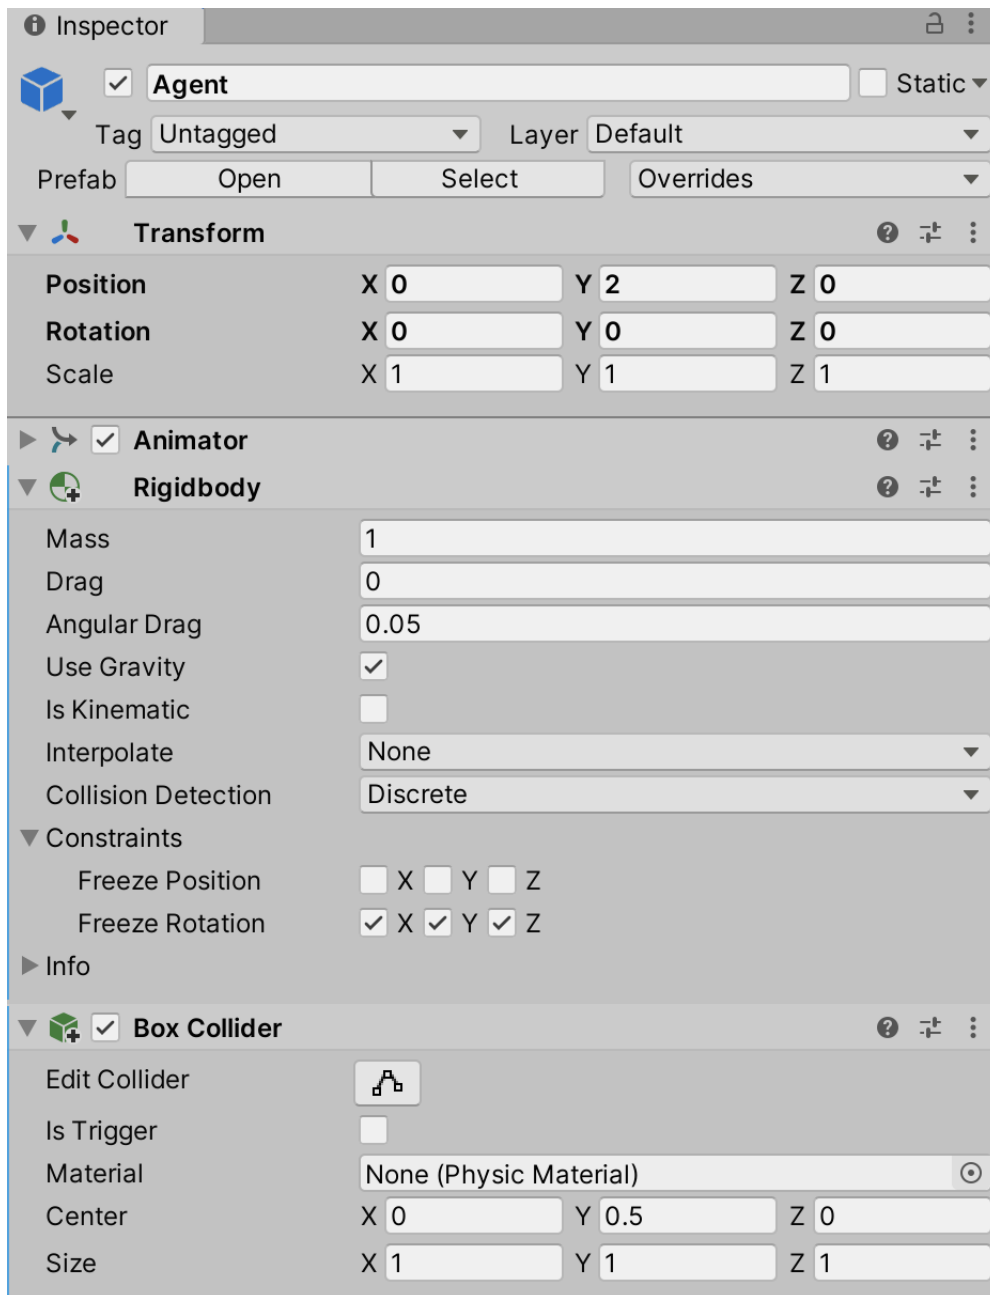 Inspector
Agent Static
Tag Untagged Layer Default
Prefab Open Select Overrides
Transform
Position X 0 Y 2 Z 0
Rotation X 0 Y 0 Z 0
Scale X 1 Y 1 Z 1
Animator
Rigidbody
Mass 1
Drag 0
Angular Drag 0.05
Use Gravity
Is Kinematic
Interpolate None
Collision Detection Discrete
Constraints
Freeze Position X Y Z
Freeze Rotation X Y Z
Info
Box Collider
Edit Collider
Is Trigger
Material None (Physic Material)
Center X 0 Y 0.5 Z 0
Size X 1 Y 1 Z 1